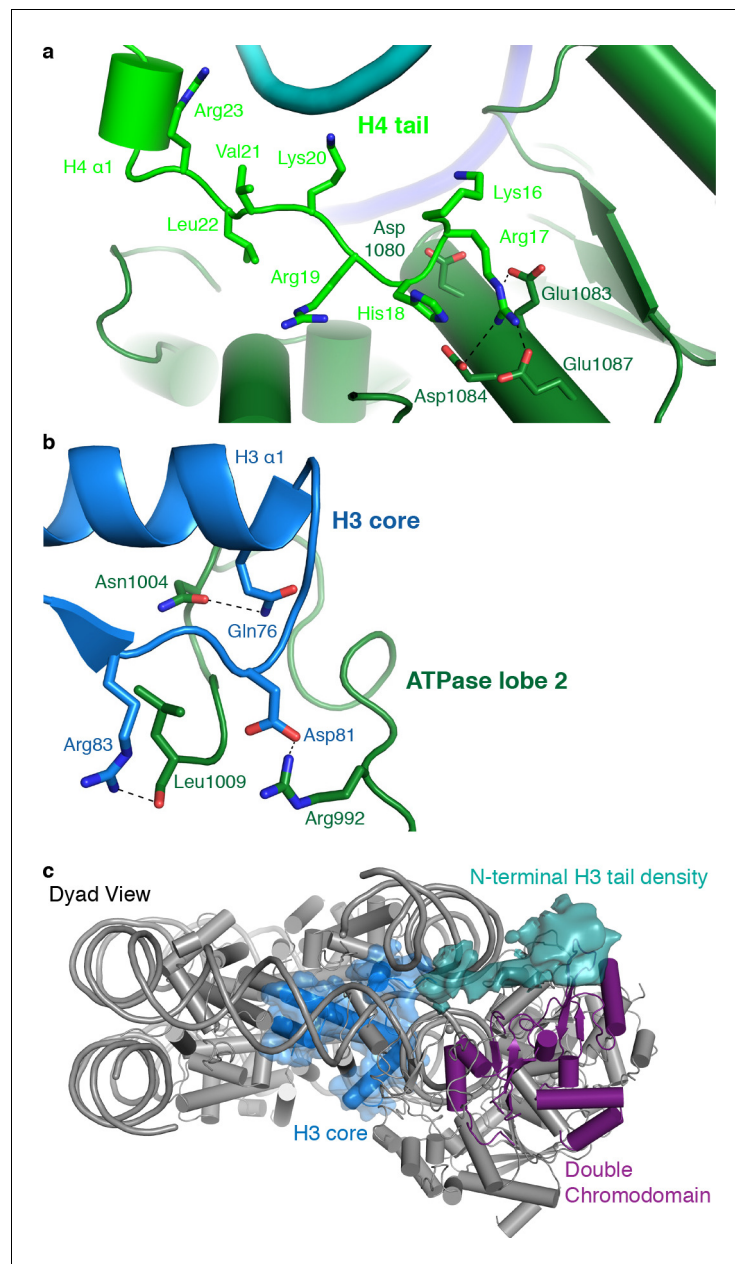 a
Arg23
H4 tail
Val21
Lys20
H4 α1
Lys16
Leu22
Asp
1080
Arg17
Arg19
Glu1083
His18
Glu1087
Asp1084
b
H3 α1
H3 core
Asn1004
Gln76
ATPase lobe 2
Arg83
Asp81
Leu1009
Arg992
c
Dyad View
N-terminal H3 tail density
H3 core
Double
Chromodomain